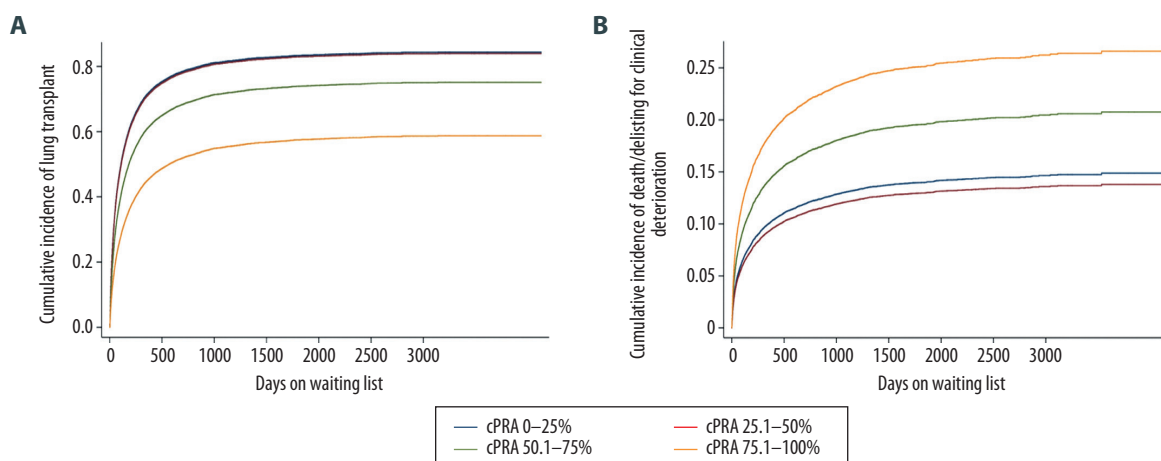 A
Cumulative incidence of lung transplant
0.8
0.6
0.4
0.2
0.0
0 500 1000 1500 2000 2500 3000
Days on waiting list
B
Cumulative incidence of death/delisting for clinical
deterioration
0.25
0.20
0.15
0.10
0.05
0
0 500 1000 1500 2000 2500 3000
Days on waiting list
cPRA 0–25% cPRA 25.1–50%
cPRA 50.1–75% cPRA 75.1–100%